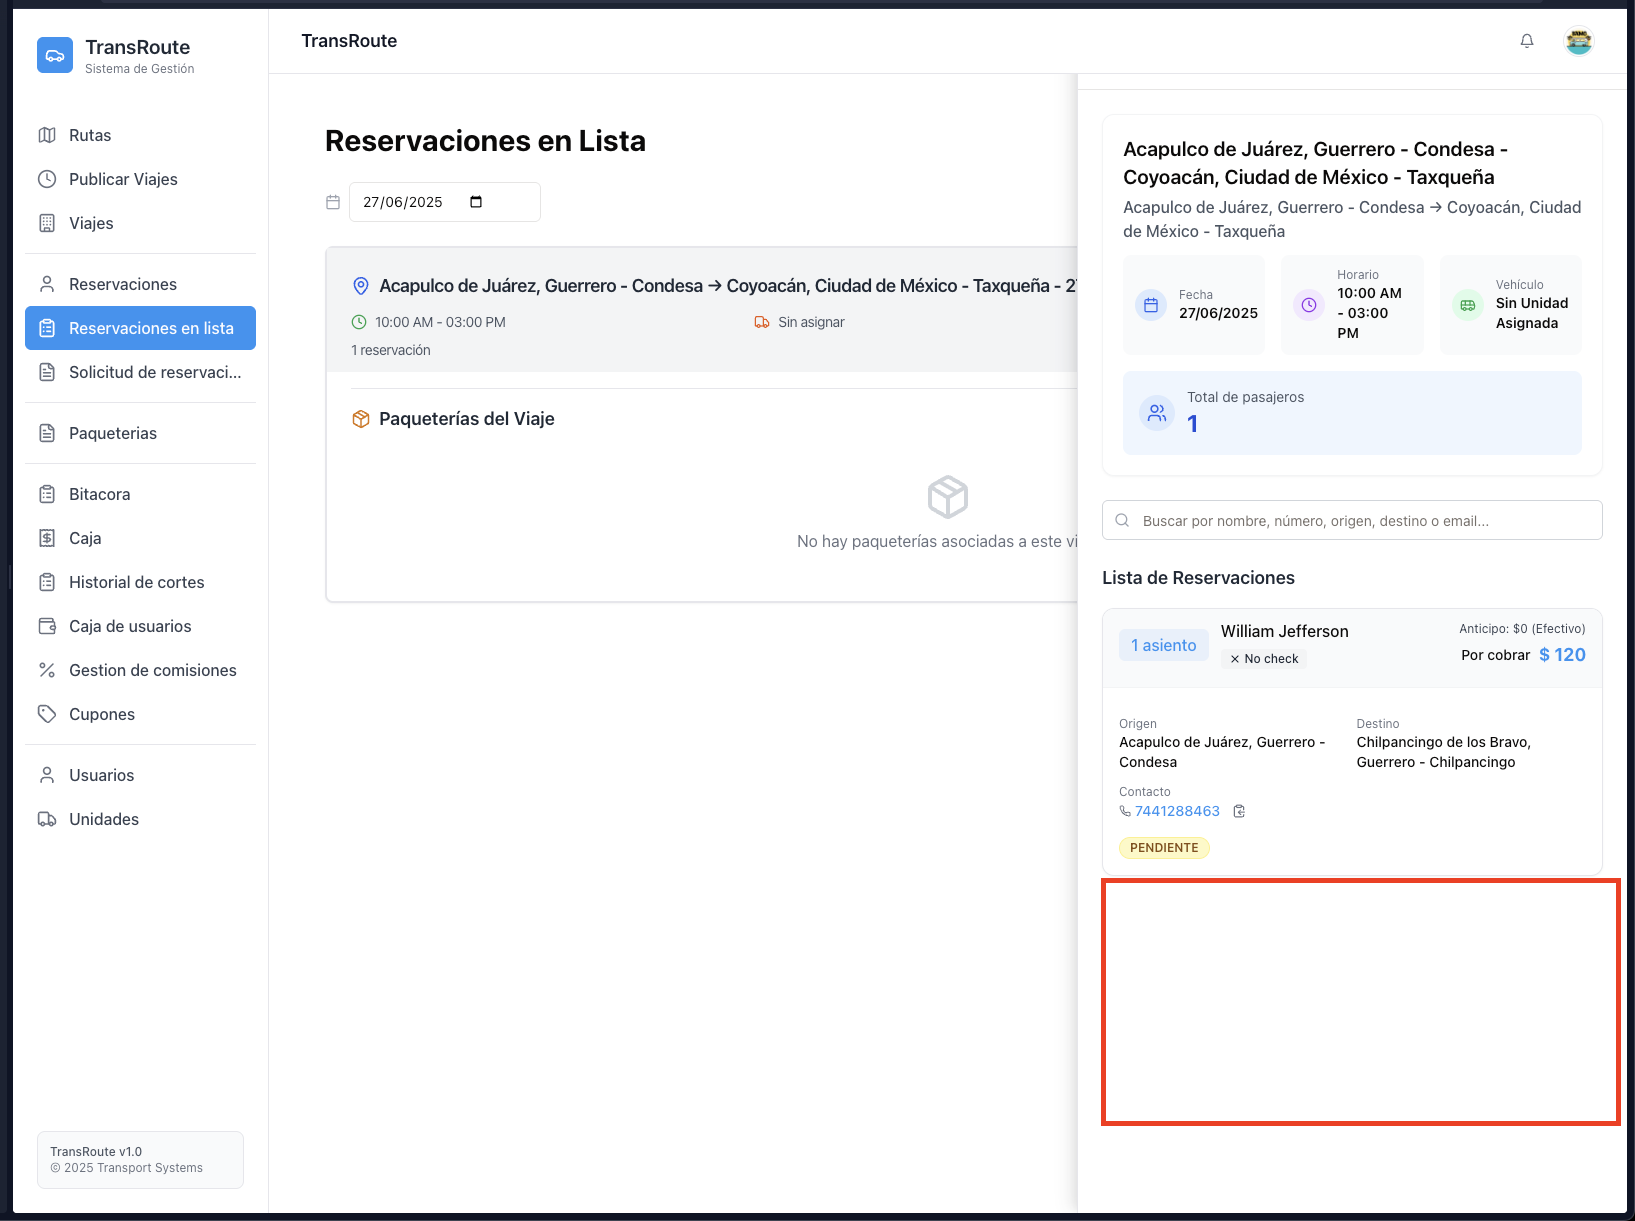 TransRoute
Sistema de Gestión
Rutas
Publicar Viajes
Viajes
Reservaciones
Reservaciones en lista
Solicitud de reservaci...
Paqueterias
Bitacora
Caja
Historial de cortes
Caja de usuarios
Gestion de comisiones
Cupones
Usuarios
Unidades
TransRoute v1.0
© 2025 Transport Systems
TransRoute
Reservaciones en Lista
27/06/2025
Acapulco de Juárez, Guerrero - Condesa → Coyoacán, Ciudad de México - Taxqueña - 27
10:00 AM - 03:00 PM
Sin asignar
1 reservación
Paqueterías del Viaje
No hay paqueterías asociadas a este vi
Acapulco de Juárez, Guerrero - Condesa -
Coyoacán, Ciudad de México - Taxqueña
Acapulco de Juárez, Guerrero - Condesa → Coyoacán, Ciudad
de México - Taxqueña
Fecha
27/06/2025
Horario
10:00 AM
- 03:00
PM
Vehículo
Sin Unidad
Asignada
Total de pasajeros
1
Buscar por nombre, número, origen, destino o email...
Lista de Reservaciones
1 asiento
William Jefferson
× No check
Anticipo: $0 (Efectivo)
Por cobrar $ 120
Origen
Acapulco de Juárez, Guerrero -
Condesa
Destino
Chilpancingo de los Bravo,
Guerrero - Chilpancingo
Contacto
7441288463
PENDIENTE